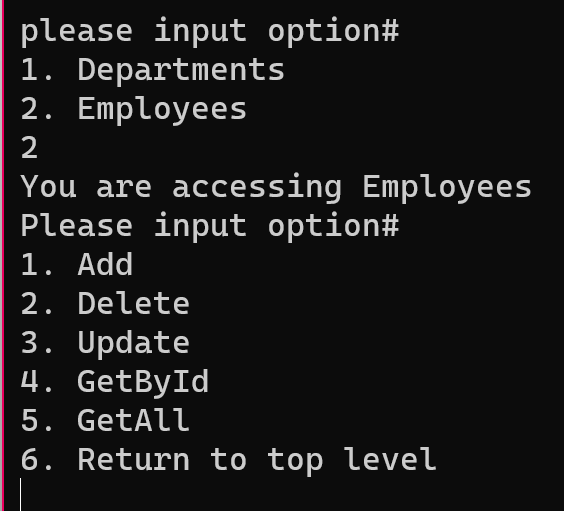 please input option#
1. Departments
2. Employees
2
You are accessing Employees
Please input option#
1. Add
2. Delete
3. Update
4. GetById
5. GetAll
6. Return to top level